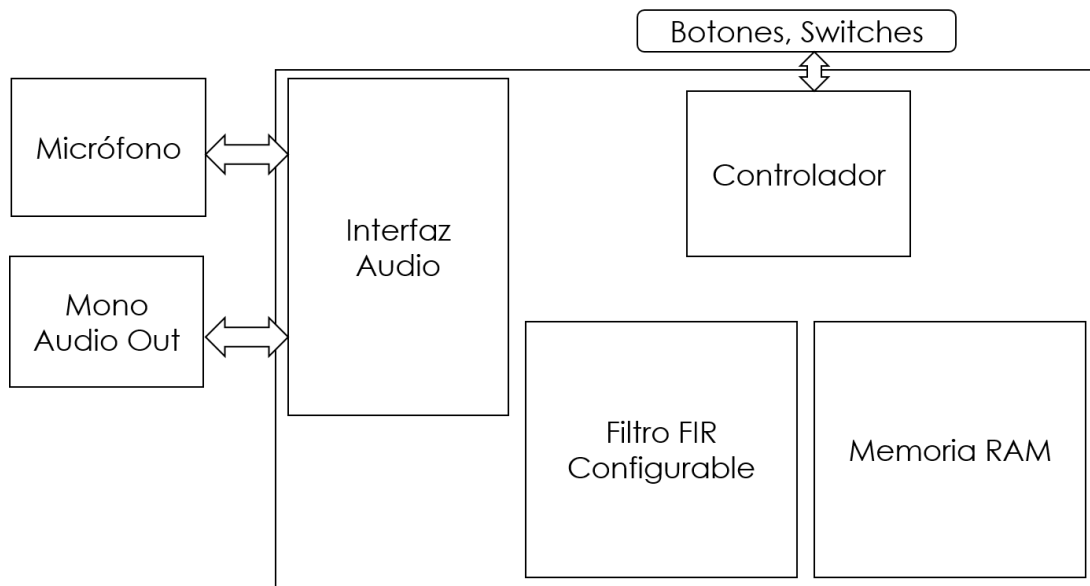 Botones, Switches
Micrófono
Controlador
Interfaz
Audio
Mono
Audio Out
Filtro FIR
Configurable
Memoria RAM